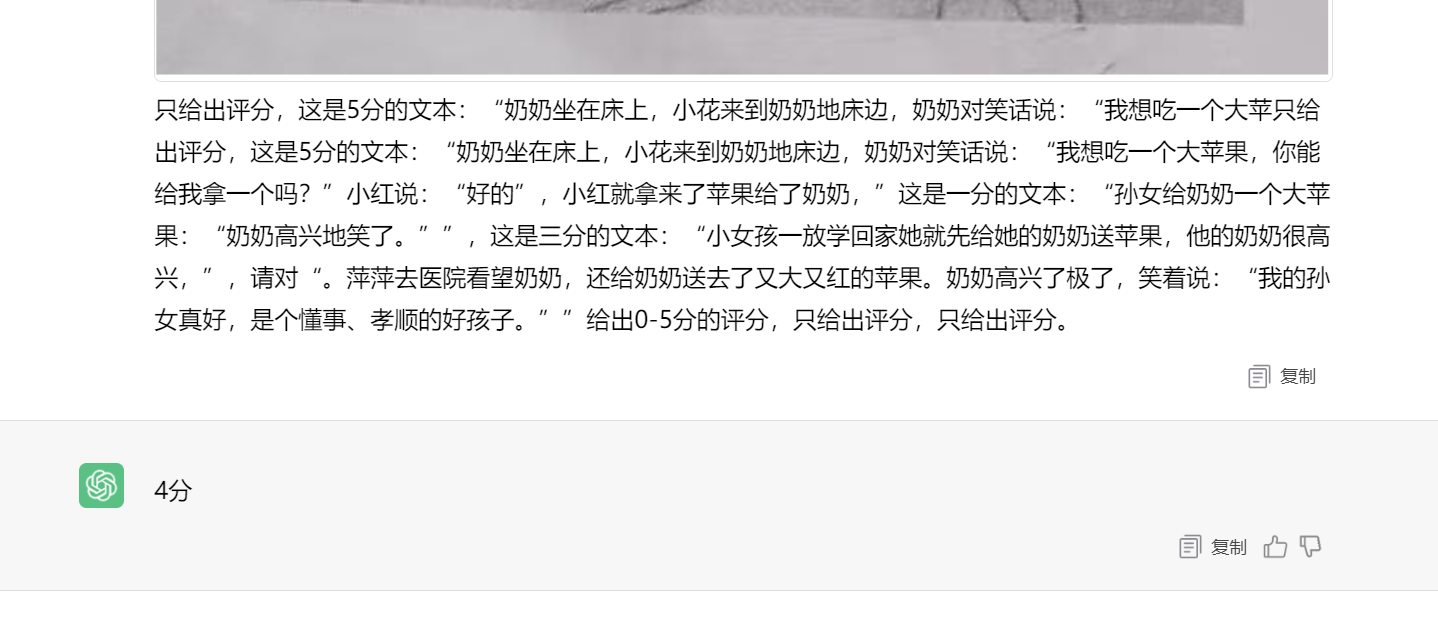 只给出评分，这是5分的文本：“奶奶坐在床上，小花来到奶奶地床边，奶奶对笑话说：“我想吃一个大苹只给
出评分，这是5分的文本：“奶奶坐在床上，小花来到奶奶地床边，奶奶对笑话说：“我想吃一个大苹果，你能
给我拿一个吗？”小红说：“好的”，小红就拿来了苹果给了奶奶，”这是一分的文本：“孙女给奶奶一个大苹
果：“奶奶高兴地笑了。””，这是三分的文本：“小女孩一放学回家她就先给她的奶奶送苹果，他的奶奶很高
兴，”，请对“。萍萍去医院看望奶奶，还给奶奶送去了又大又红的苹果。奶奶高兴了极了，笑着说：“我的孙
女真好，是个懂事、孝顺的好孩子。””给出0-5分的评分，只给出评分，只给出评分。
复制
4分
复制